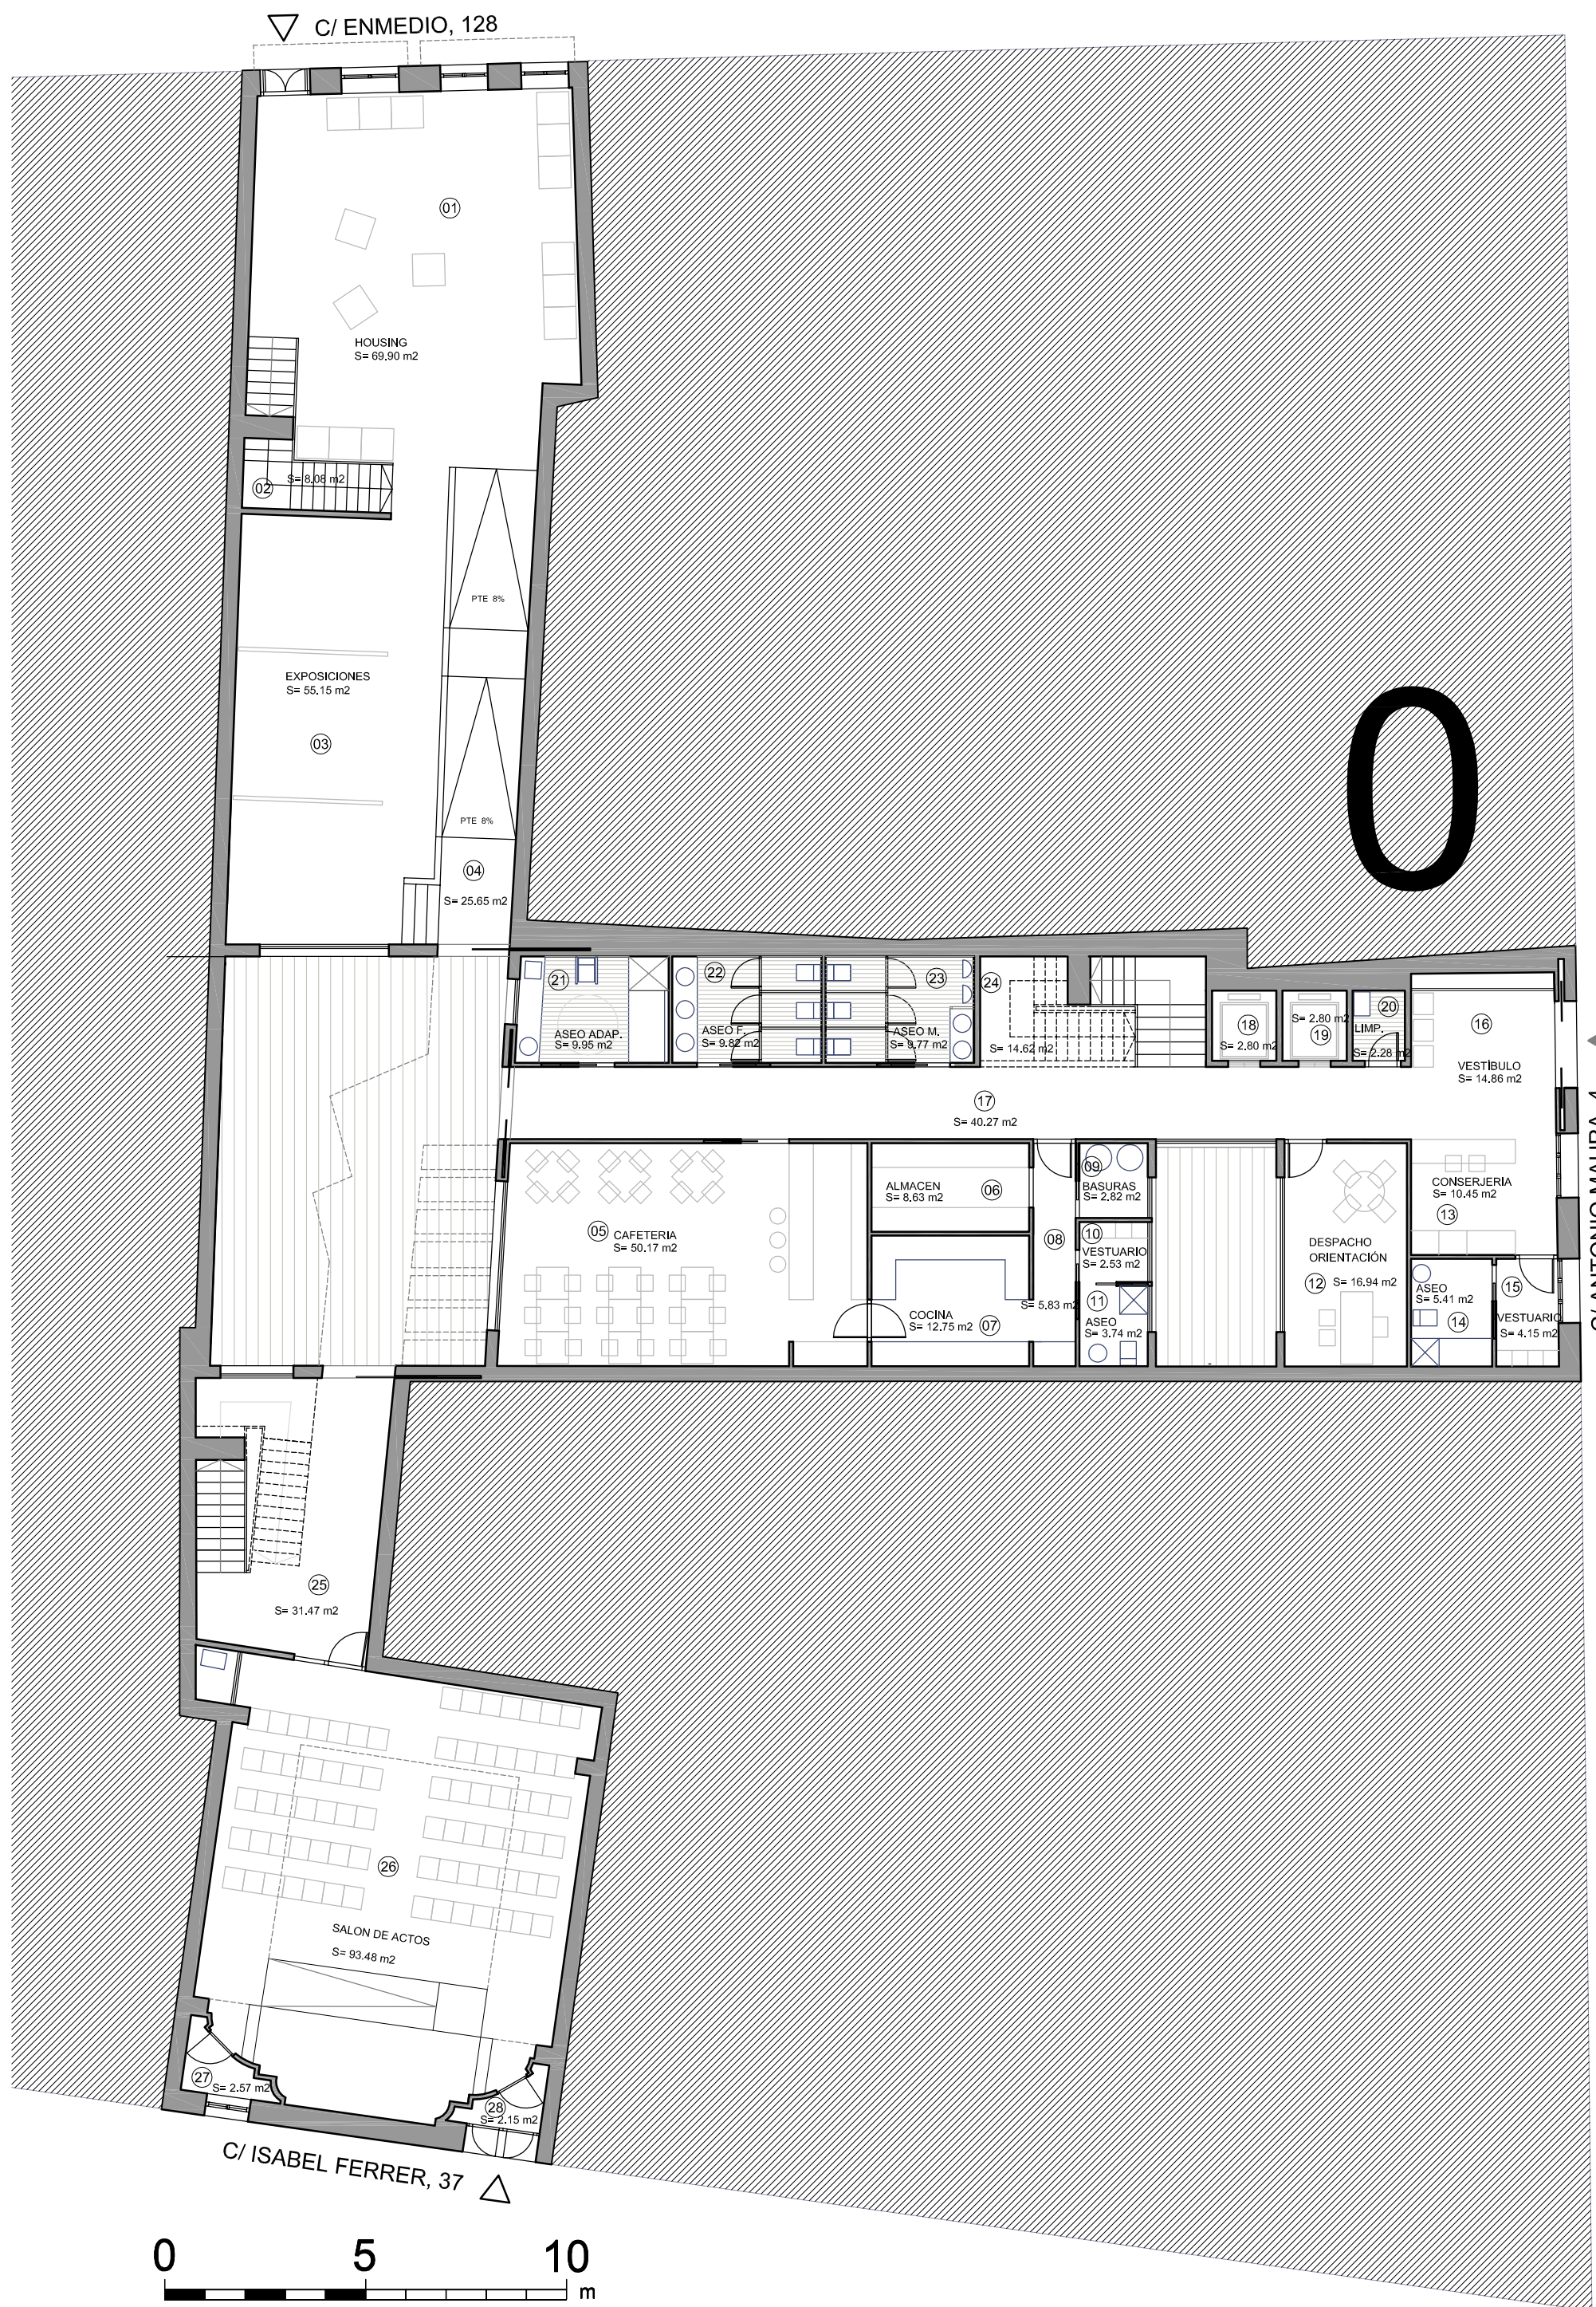 C/ ENMEDIO, 128
01
HOUSING
S= 69.90 m2
02
S= 8.08 m2
PTE 8%
EXPOSICIONES
S= 55.15 m2
03
PTE 8%
04
S= 25.65 m2
0
21
ASEO ADAP.
S= 9.95 m2
22
ASEO F.
S= 9.82 m2
23
ASEO M.
S= 9.77 m2
24
S= 14.62 m2
18
S= 2.80 m2
S= 2.80 m2
19
20
LIMP.
S= 2.28 m2
16
VESTÍBULO
S= 14.86 m2
17
S= 40.27 m2
05
CAFETERIA
S= 50.17 m2
ALMACEN
S= 8.63 m2
06
COCINA
S= 12.75 m2
07
08
S= 5.83 m2
09
BASURAS
S= 2.82 m2
10
VESTUARIO
S= 2.53 m2
11
ASEO
S= 3.74 m2
DESPACHO
ORIENTACIÓN
12
S= 16.94 m2
CONSERJERIA
S= 10.45 m2
13
ASEO
S= 5.41 m2
14
15
VESTUARIO
S= 4.15 m2
C/ ANTONIO MAURA,
25
S= 31.47 m2
26
SALON DE ACTOS
S= 93.48 m2
27
S= 2.57 m2
28
S= 2.15 m2
C/ ISABEL FERRER, 37
0 5 10
m